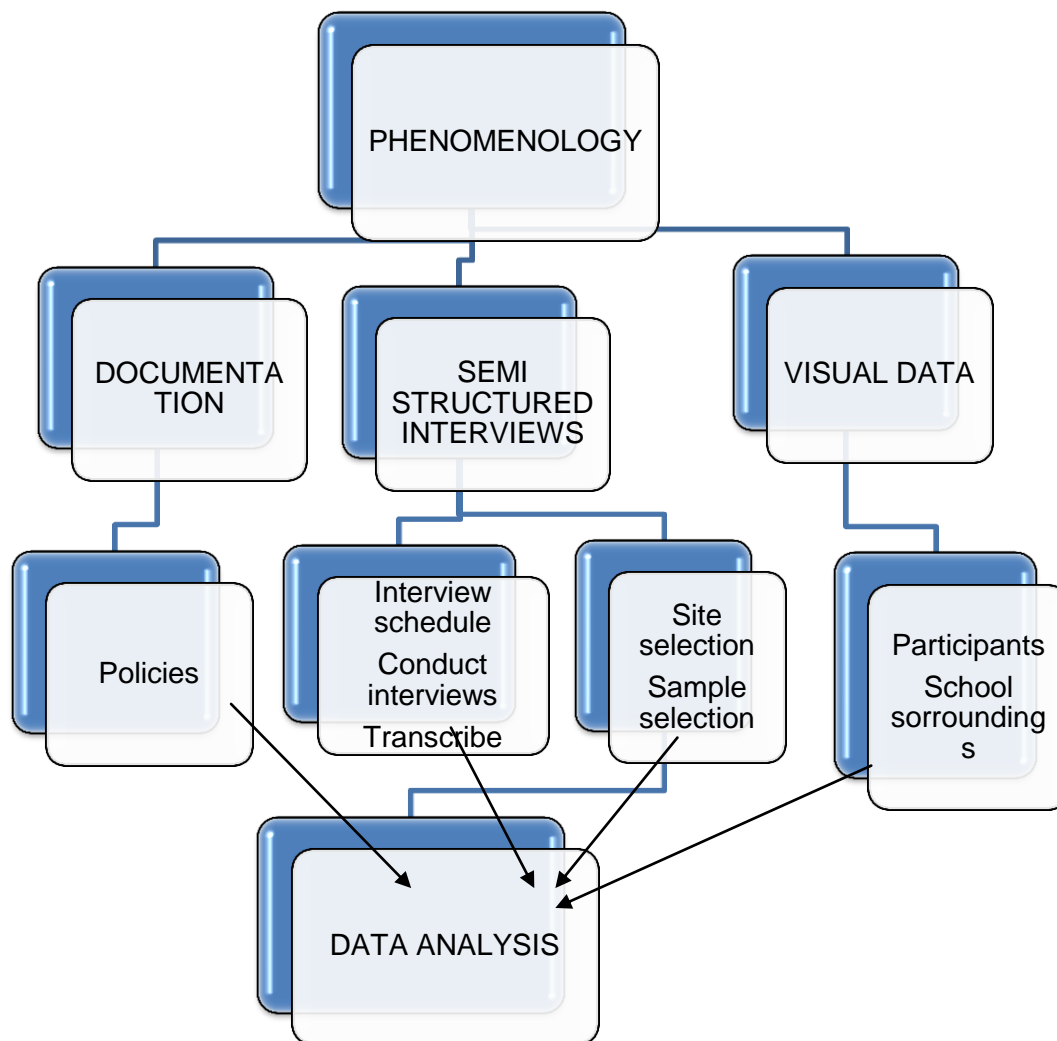 PHENOMENOLOGY
DOCUMENTA
TION
SEMI
STRUCTURED
INTERVIEWS
VISUAL DATA
Policies
Interview
schedule
Conduct
interviews
Transcribe
Site
selection
Sample
selection
Participants
School
sorrounding
s
DATA ANALYSIS